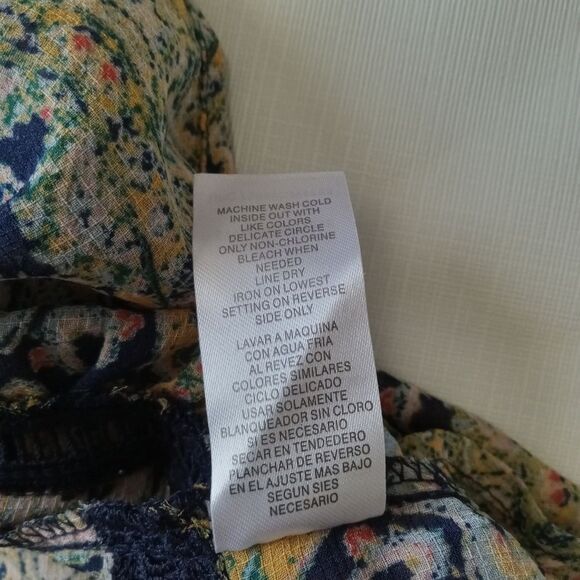 MACHINE WASH COLD
INSIDE OUT WITH
LIKE COLORS
DELICATE CIRCLE
ONLY NON-CHLORINE
BLEACH WHEN
NEEDED
LINE DRY
IRON ON LOWEST
SETTING ON REVERSE
SIDE ONLY
LAVAR A MAQUINA
CON AGUA FRIA
AL REVEZ CON
COLORES SIMILARES
CICLO DELICADO
USAR SOLAMENTE
BLANQUEADOR SIN CLORO
SI ES NECESARIO
SECAR EN TENDEDERO
PLANCHAR DE REVERSO
EN EL AJUSTE MAS BAJO
SEGUN SIES
NECESARIO